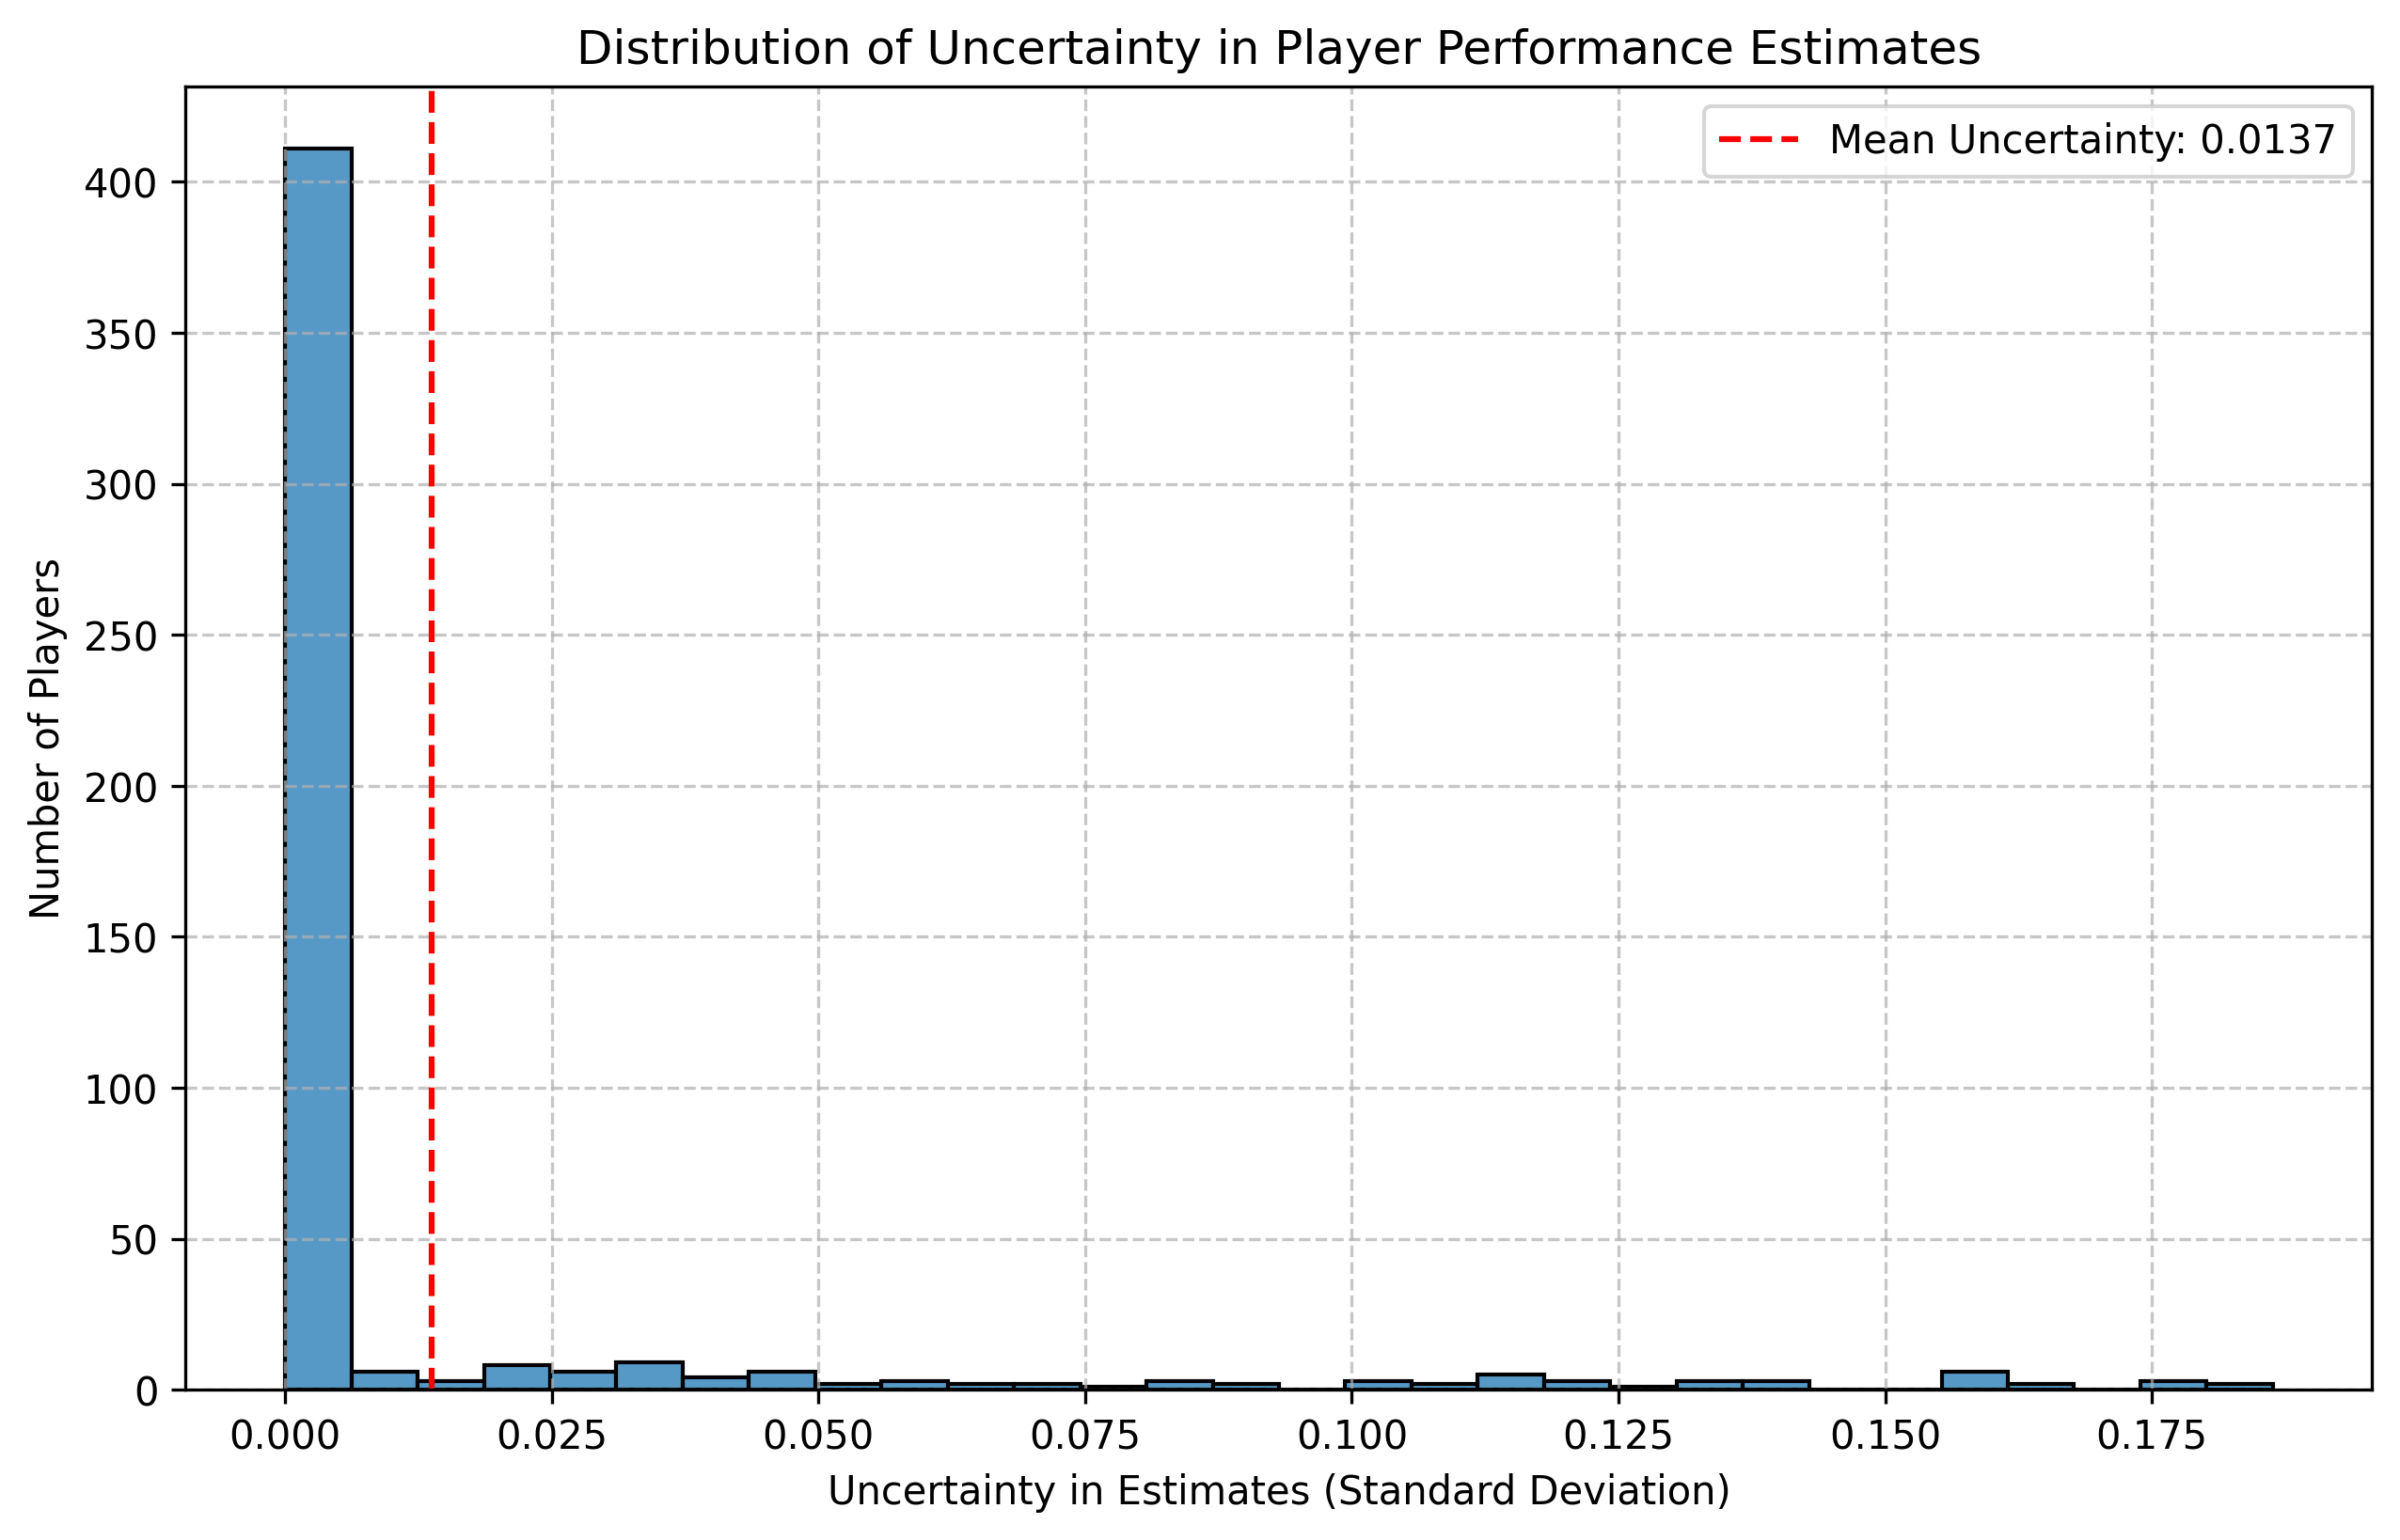 Distribution of Uncertainty in Player Performance Estimates
Mean Uncertainty: 0.0137
Number of Players
400
350
300
250
200
150
100
50
0
0.000 0.025 0.050 0.075 0.100 0.125 0.150 0.175
Uncertainty in Estimates (Standard Deviation)